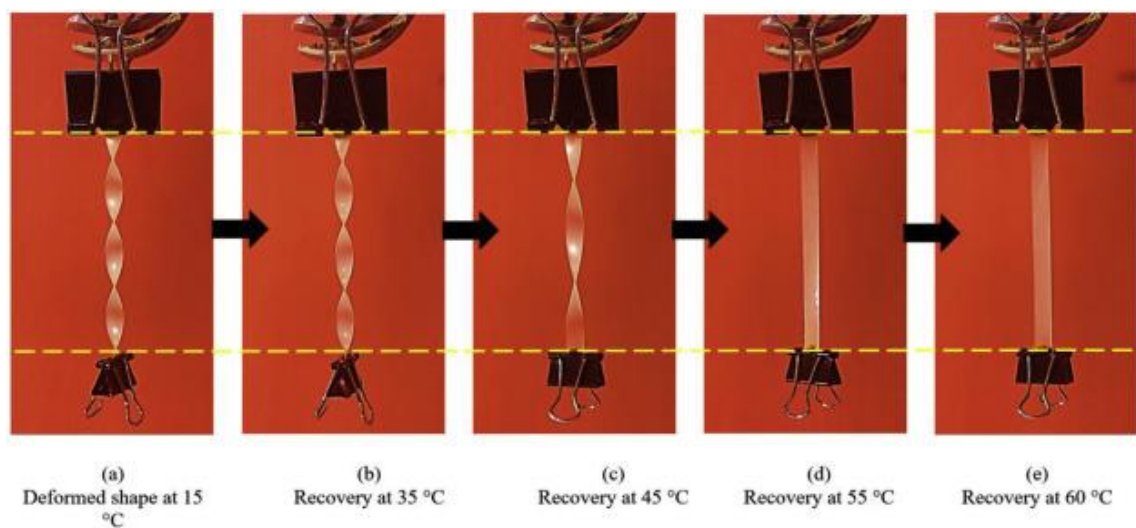 (a)
Deformed shape at 15
°C
(b)
Recovery at 35 °C
(c)
Recovery at 45 °C
(d)
Recovery at 55 °C
(e)
Recovery at 60 °C